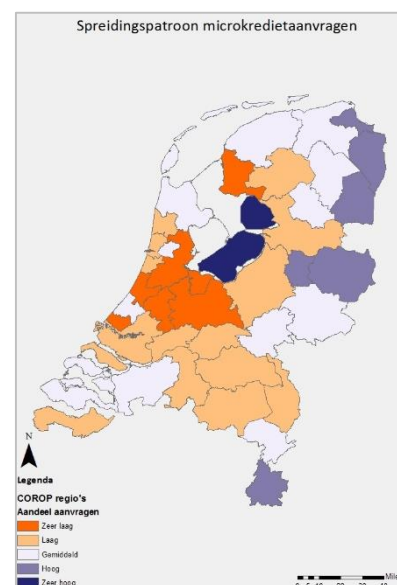 Spreidingspatroon microkredietaanvragen
N
Legenda
COROP regio's
Aandeel aanvragen
Zeer laag
Laag
Gemiddeld
Hoog
Zeer hoog